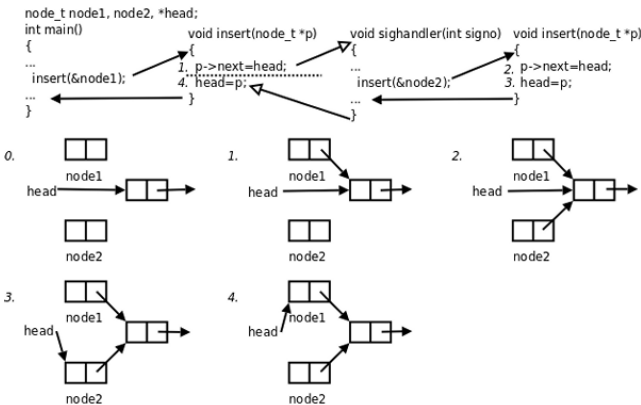 node_t node1, node2, *head;
int main()
{
...
insert(&node1);
...
}
void insert(node_t *p)
{
1. p->next=head;
4. head=p;
}
void sighandler(int signo)
{
...
insert(&node2);
...
}
void insert(node_t *p)
{
2. p->next=head;
3. head=p;
}
0.
node1
head
node2
1.
node1
head
node2
2.
node1
head
node2
3.
node1
head
node2
4.
node1
head
node2